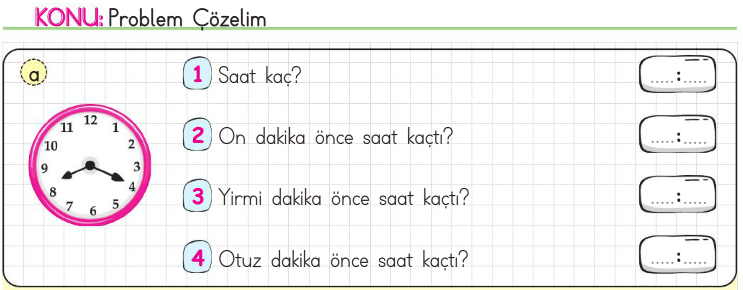 KONU: Problem Çözelim
a
1 Saat kaç? ....:.....
2 On dakika önce saat kaçtı? ....:.....
3 Yirmi dakika önce saat kaçtı? ....:.....
4 Otuz dakika önce saat kaçtı? ....:.....
12
11 1
10 2
9 3
8 4
7 5
6